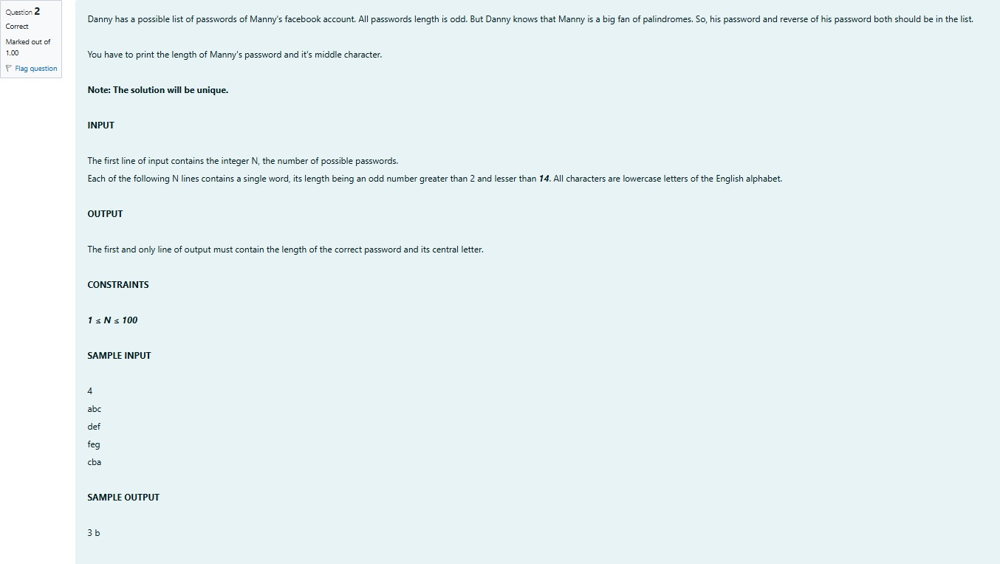 Question 2
Correct
Marked out of
1.00
Flag question
Danny has a possible list of passwords of Manny's facebook account. All passwords length is odd. But Danny knows that Manny is a big fan of palindromes. So, his password and reverse of his password both should be in the list.
You have to print the length of Manny's password and it's middle character.
Note: The solution will be unique.
INPUT
The first line of input contains the integer N, the number of possible passwords.
Each of the following N lines contains a single word, its length being an odd number greater than 2 and lesser than 14. All characters are lowercase letters of the English alphabet.
OUTPUT
The first and only line of output must contain the length of the correct password and its central letter.
CONSTRAINTS
1 ≤ N ≤ 100
SAMPLE INPUT
4
abc
def
feg
cba
SAMPLE OUTPUT
3 b